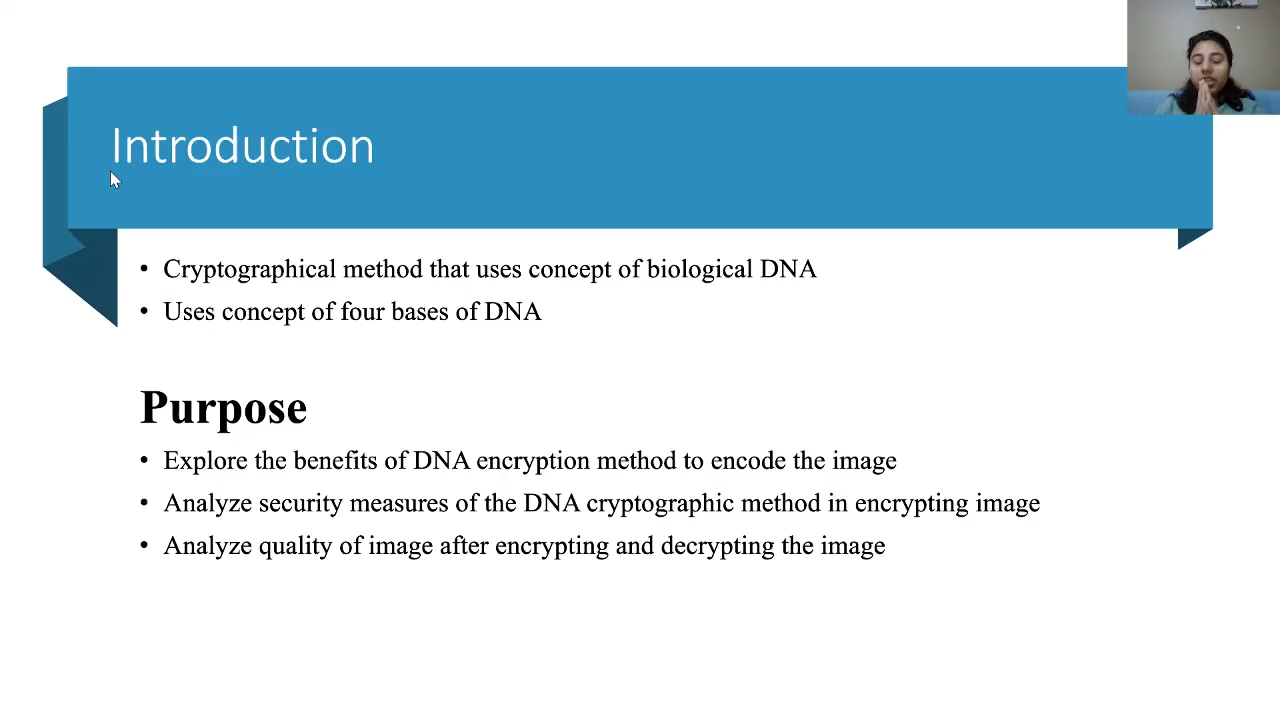 Introduction
• Cryptographical method that uses concept of biological DNA
• Uses concept of four bases of DNA
Purpose
• Explore the benefits of DNA encryption method to encode the image
• Analyze security measures of the DNA cryptographic method in encrypting image
• Analyze quality of image after encrypting and decrypting the image